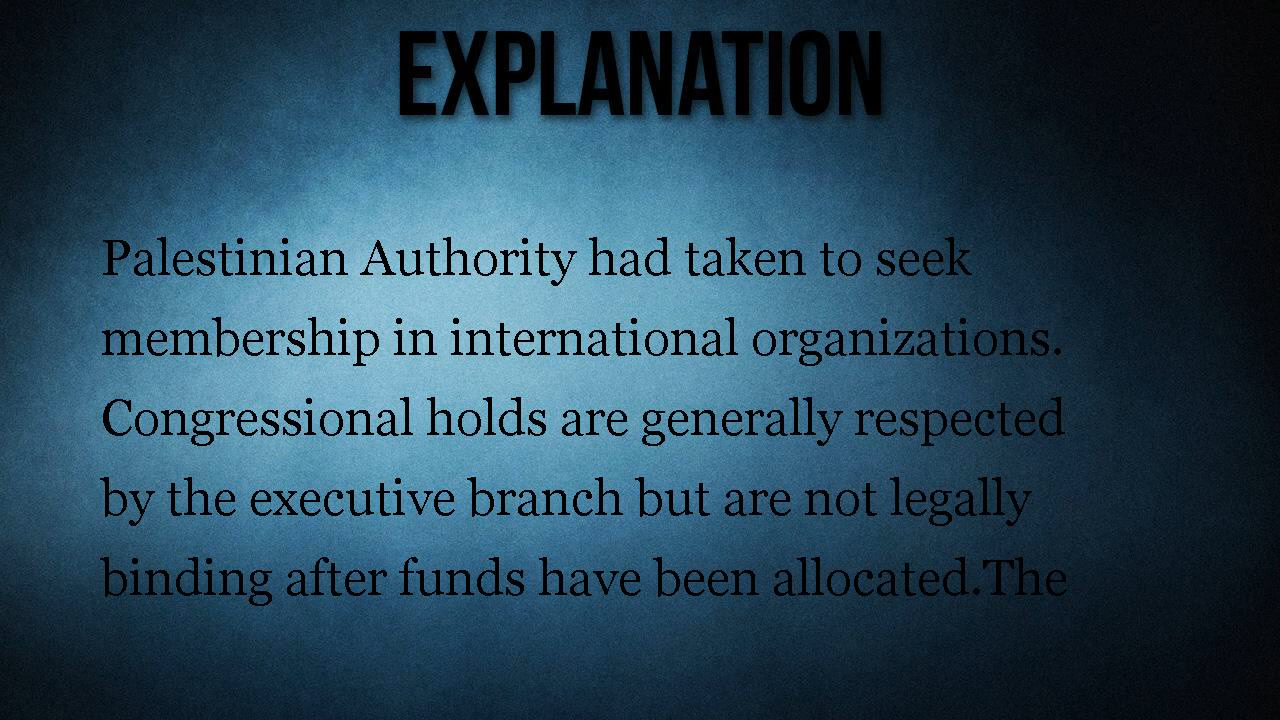 EXPLANATION
Palestinian Authority had taken to seek
membership in international organizations.
Congressional holds are generally respected
by the executive branch but are not legally
binding after funds have been allocated.The